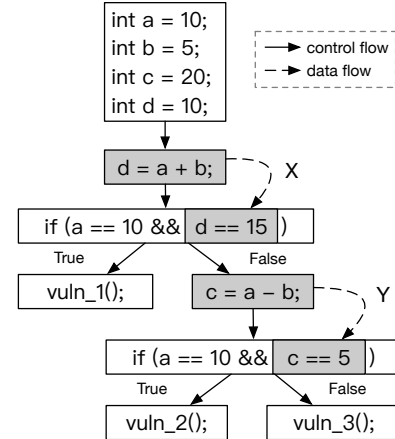 int a = 10;
int b = 5;
int c = 20;
int d = 10;
control flow
data flow
d = a + b;
X
if (a == 10 && d == 15 )
True
False
vuln_1();
c = a – b;
Y
if (a == 10 && c == 5 )
True
False
vuln_2();
vuln_3();